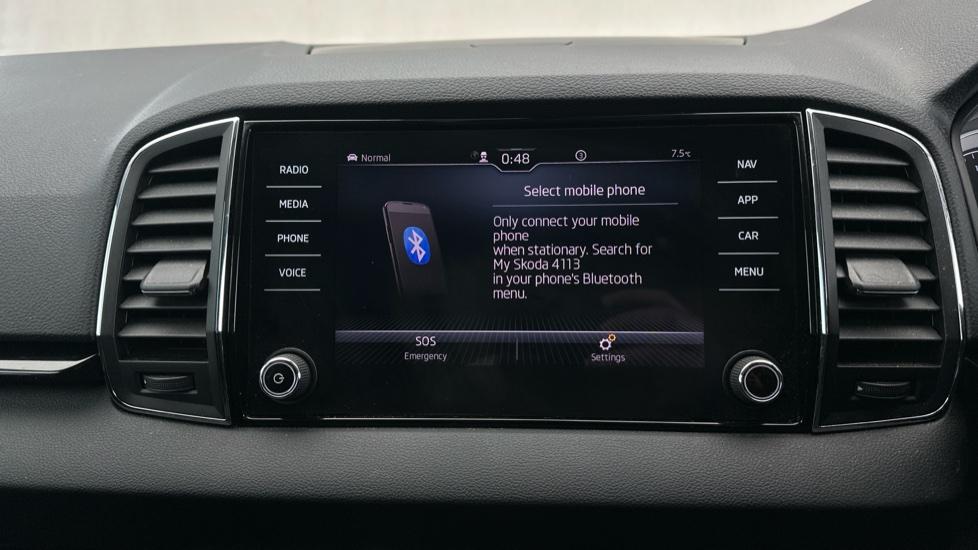 Normal
0:48
3
7.5°C
RADIO
MEDIA
PHONE
VOICE
Select mobile phone
Only connect your mobile
phone
when stationary. Search for
My Skoda 4113
in your phone's Bluetooth
menu.
NAV
APP
CAR
MENU
SOS
Emergency
Settings